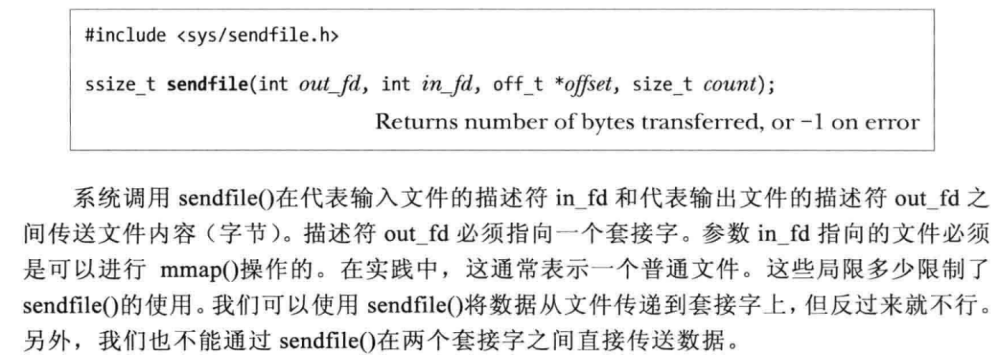 #include <sys/sendfile.h>
ssize_t sendfile(int out_fd, int in_fd, off_t *offset, size_t count);
Returns number of bytes transferred, or −1 on error
系统调用 sendfile()在代表输入文件的描述符 in_fd 和代表输出文件的描述符 out_fd 之
间传送文件内容（字节）。描述符 out_fd 必须指向一个套接字。参数 in_fd 指向的文件必须
是可以进行 mmap()操作的。在实践中，这通常表示一个普通文件。这些局限多少限制了
sendfile()的使用。我们可以使用 sendfile()将数据从文件传递到套接字上，但反过来就不行。
另外，我们也不能通过 sendfile()在两个套接字之间直接传送数据。